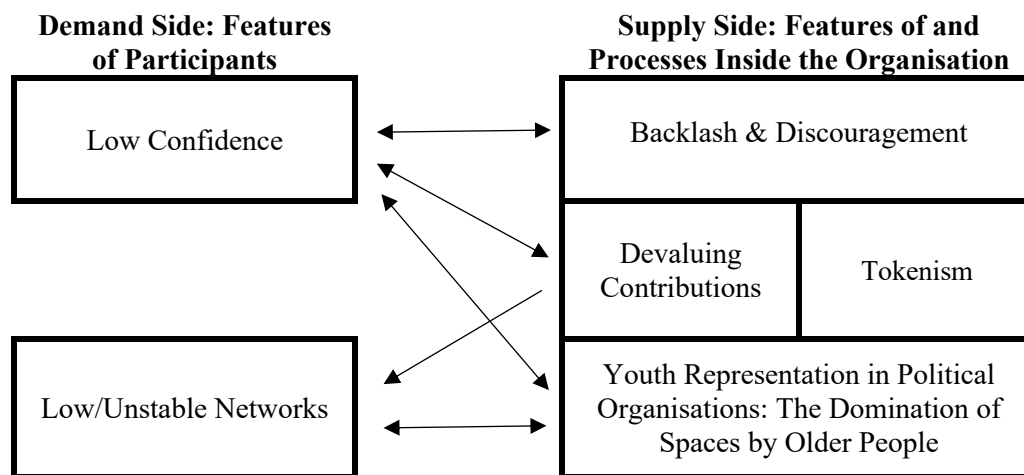 Demand Side: Features
of Participants
Supply Side: Features of and
Processes Inside the Organisation
Low Confidence
Backlash & Discouragement
Devaluing
Contributions
Tokenism
Low/Unstable Networks
Youth Representation in Political
Organisations: The Domination of
Spaces by Older People